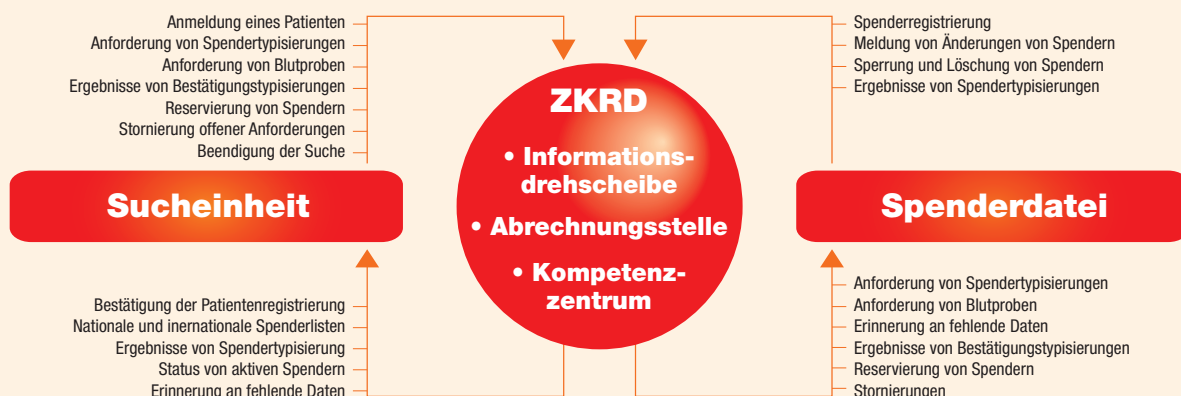 Anmeldung eines Patienten
Anforderung von Spendertypisierungen
Anforderung von Blutproben
Ergebnisse von Bestätigungstypisierungen
Reservierung von Spendern
Stornierung offener Anforderungen
Beendigung der Suche
Sucheinheit
Bestätigung der Patientenregistrierung
Nationale und inernationale Spenderlisten
Ergebnisse von Spendertypisierung
Status von aktiven Spendern
Erinnerung an fehlende Daten
ZKRD
• Informations-
drehscheibe
• Abrechnungsstelle
• Kompetenz-
zentrum
Spenderregistrierung
Meldung von Änderungen von Spendern
Sperrung und Löschung von Spendern
Ergebnisse von Spendertypisierungen
Spenderdatei
Anforderung von Spendertypisierungen
Anforderung von Blutproben
Erinnerung an fehlende Daten
Ergebnisse von Bestätigungstypisierungen
Reservierung von Spendern
Stornierungen